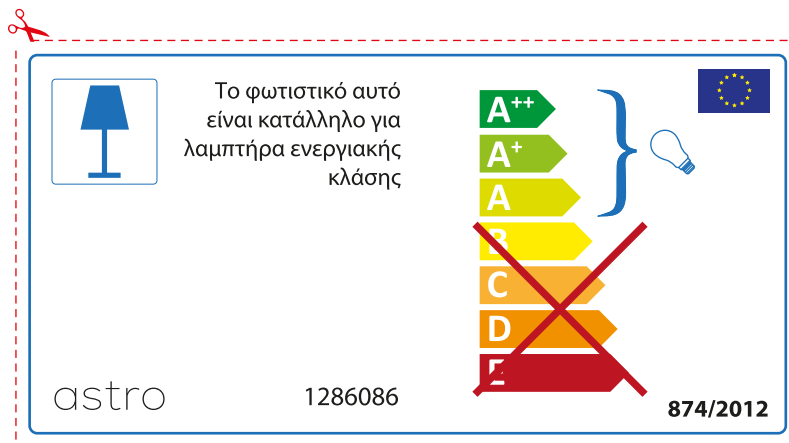 Το φωτιστικό αυτό
είναι κατάλληλο για
λαμπτήρα ενεργιακής
κλάσης
A++
A+
A
B
C
D
E
astro
1286086
874/2012